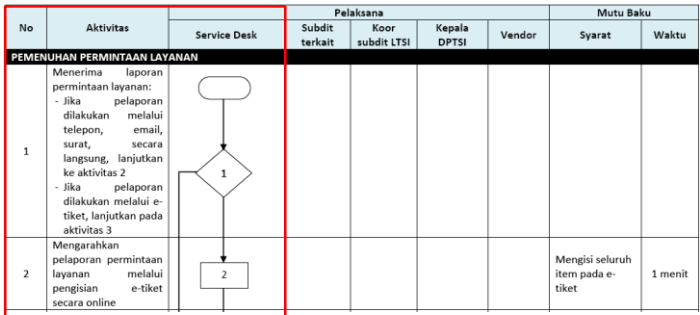 No
Aktivitas
Pelaksana
Mutu Baku
Service Desk
Subdit
terkait
Koor
subdit LTSI
Kepala
DPTSI
Vendor
Syarat
Waktu
PEMENUHAN PERMINTAAN LAYANAN
1
Menerima laporan
permintaan layanan:
- Jika pelaporan
dilakukan melalui
telepon, email,
surat, secara
langsung, lanjutkan
ke aktivitas 2
- Jika pelaporan
dilakukan melalui e-
tiket, lanjutkan pada
aktivitas 3
1
2
Mengarahkan
pelaporan permintaan
layanan melalui
pengisian e-tiket
secara online
2
Mengisi seluruh
item pada e-
tiket
1 menit